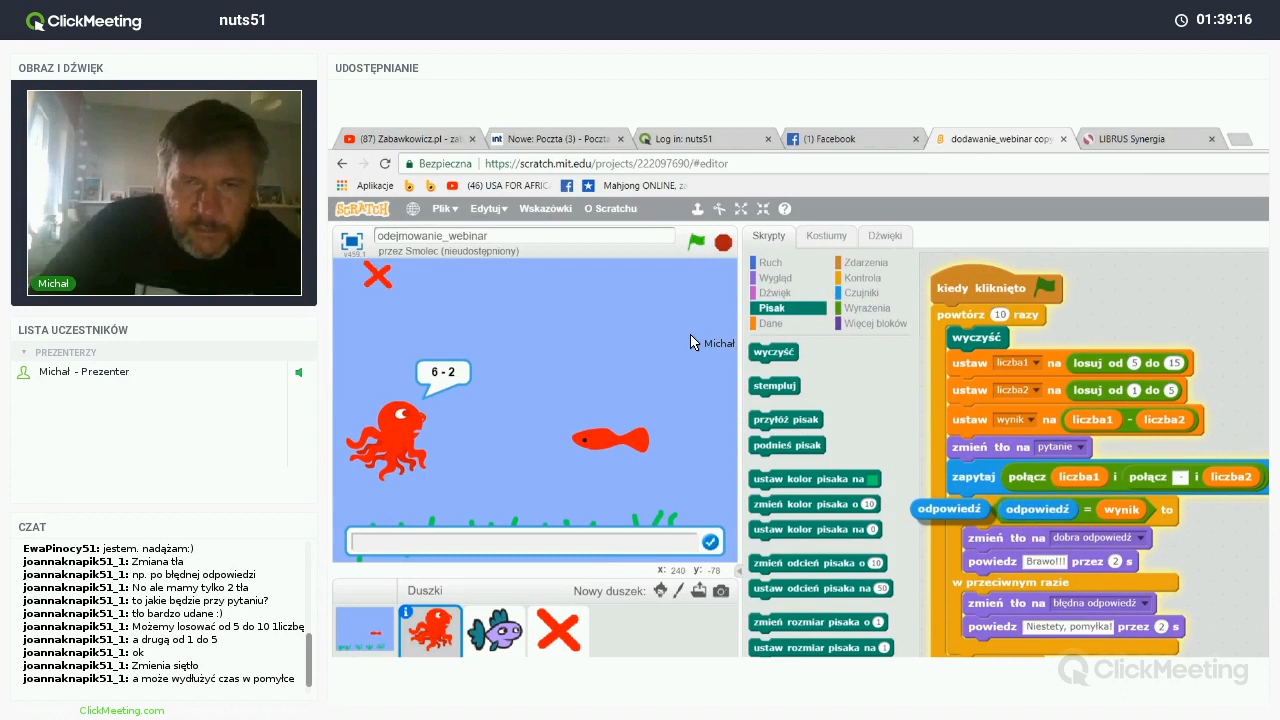 ClickMeeting
nuts51
01:39:16
OBRAZ I DŹWIĘK
Michał
LISTA UCZESTNIKÓW
PREZENTERZY
Michał - Prezenter
CZAT
EwaPinocy51: jestem. nadążam:)
joannaknapik51_1: Zmiana tła
joannaknapik51_1: np. po błędnej odpowiedzi
joannaknapik51_1: No ale mamy tylko 2 tła
joannaknapik51_1: to jakie będzie przy pytaniu?
joannaknapik51_1: tło bardzo udane :)
joannaknapik51_1: Możemy losować od 5 do 10 1liczbę
joannaknapik51_1: a drugą od 1 do 5
joannaknapik51_1: ok
joannaknapik51_1: Zmienia siętło
joannaknapik51_1: a może wydłużyć czas w pomyłce
ClickMeeting.com
UDOSTĘPNIANIE
(87) Zabawkowicz.pl - za
Nowe: Poczta (3) - Poczta
Log in: nuts51
(1) Facebook
dodawanie_webinar cop
LIBRUS Synergia
Bezpieczna
https://scratch.mit.edu/projects/222097690/#editor
Aplikacje
(46) USA FOR AFRIC
Mahjong ONLINE, za
SCRATCH
Plik
Edytuj
Wskazówki
O Scratchu
odejmowanie_webinar
przez Smolec (nieudostępniony)
v459.1
6 - 2
Michał
x: 240 y: -78
Duszki
Nowy duszek:
Skrypty
Kostiumy
Dźwięki
Ruch
Zdarzenia
Wygląd
Kontrola
Dźwięk
Czujniki
Pisak
Wyrażenia
Dane
Więcej bloków
wyczyść
stempluj
przyłóż pisak
podnieś pisak
ustaw kolor pisaka na
zmień kolor pisaka o 10
ustaw kolor pisaka na 0
zmień odcień pisaka o 10
ustaw odcień pisaka na 50
zmień rozmiar pisaka o 1
ustaw rozmiar pisaka na 1
kiedy kliknięto
powtórz 10 razy
wyczyść
ustaw liczba1 na losuj od 5 do 15
ustaw liczba2 na losuj od 1 do 5
ustaw wynik na liczba1 - liczba2
zmień tło na pytanie
zapytaj połącz liczba1 i połącz - i liczba2
odpowiedź odpowiedź = wynik to
zmień tło na dobra odpowiedź
powiedz Brawo!!! przez 2 s
w przeciwnym razie
zmień tło na błędna odpowiedź
powiedz Niestety, pomyłka! przez 2 s
ClickMeeting